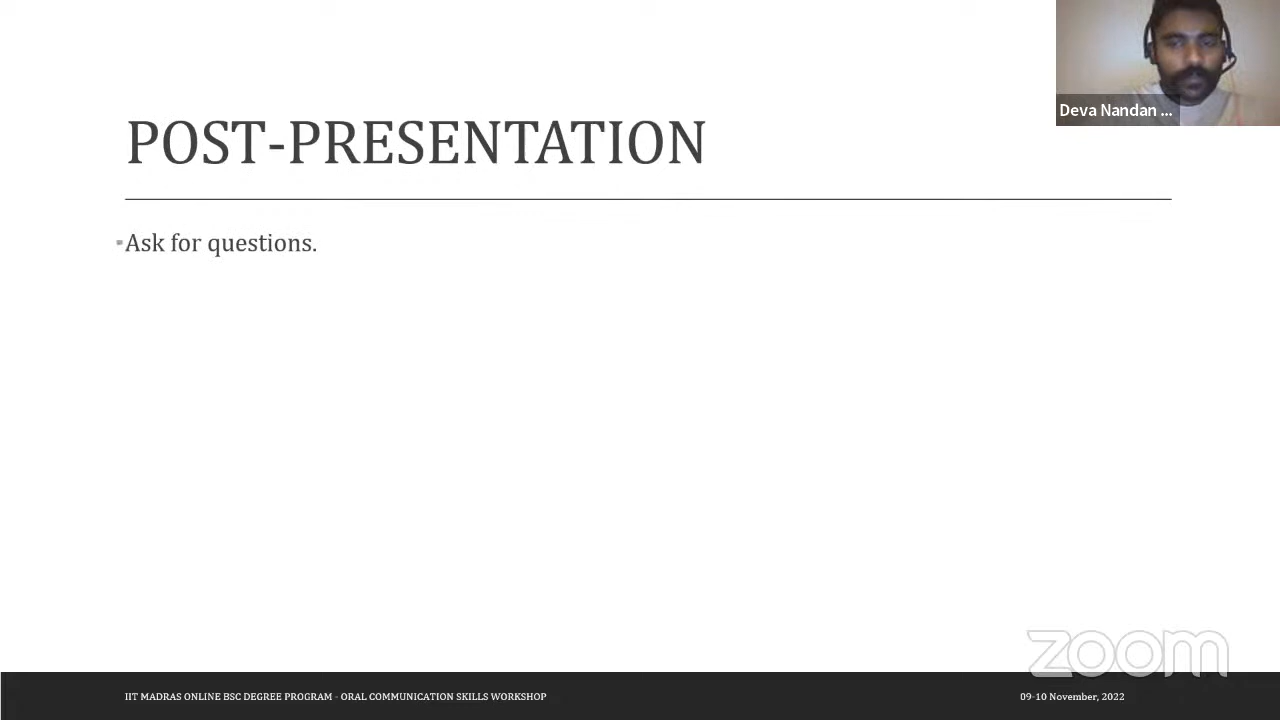 Deva Nandan ...
POST-PRESENTATION
Ask for questions.
zoom
IIT MADRAS ONLINE BSC DEGREE PROGRAM - ORAL COMMUNICATION SKILLS WORKSHOP
09-10 November, 2022